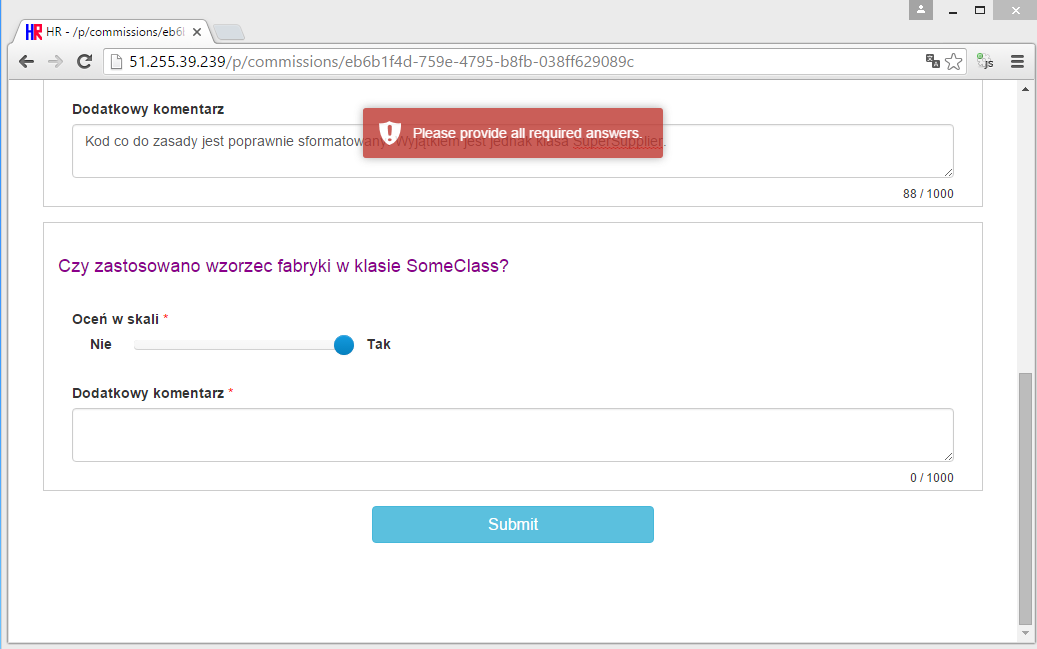 HR HR - /p/commissions/eb6
51.255.39.239/p/commissions/eb6b1f4d-759e-4795-b8fb-038ff629089c
JS
Dodatkowy komentarz
Please provide all required answers.
Kod co do zasady jest poprawnie sformatowany. Wyjątkiem jest jednak klasa SuperSupplier.
88 / 1000
Czy zastosowano wzorzec fabryki w klasie SomeClass?
Oceń w skali *
Nie Tak
Dodatkowy komentarz *
0 / 1000
Submit